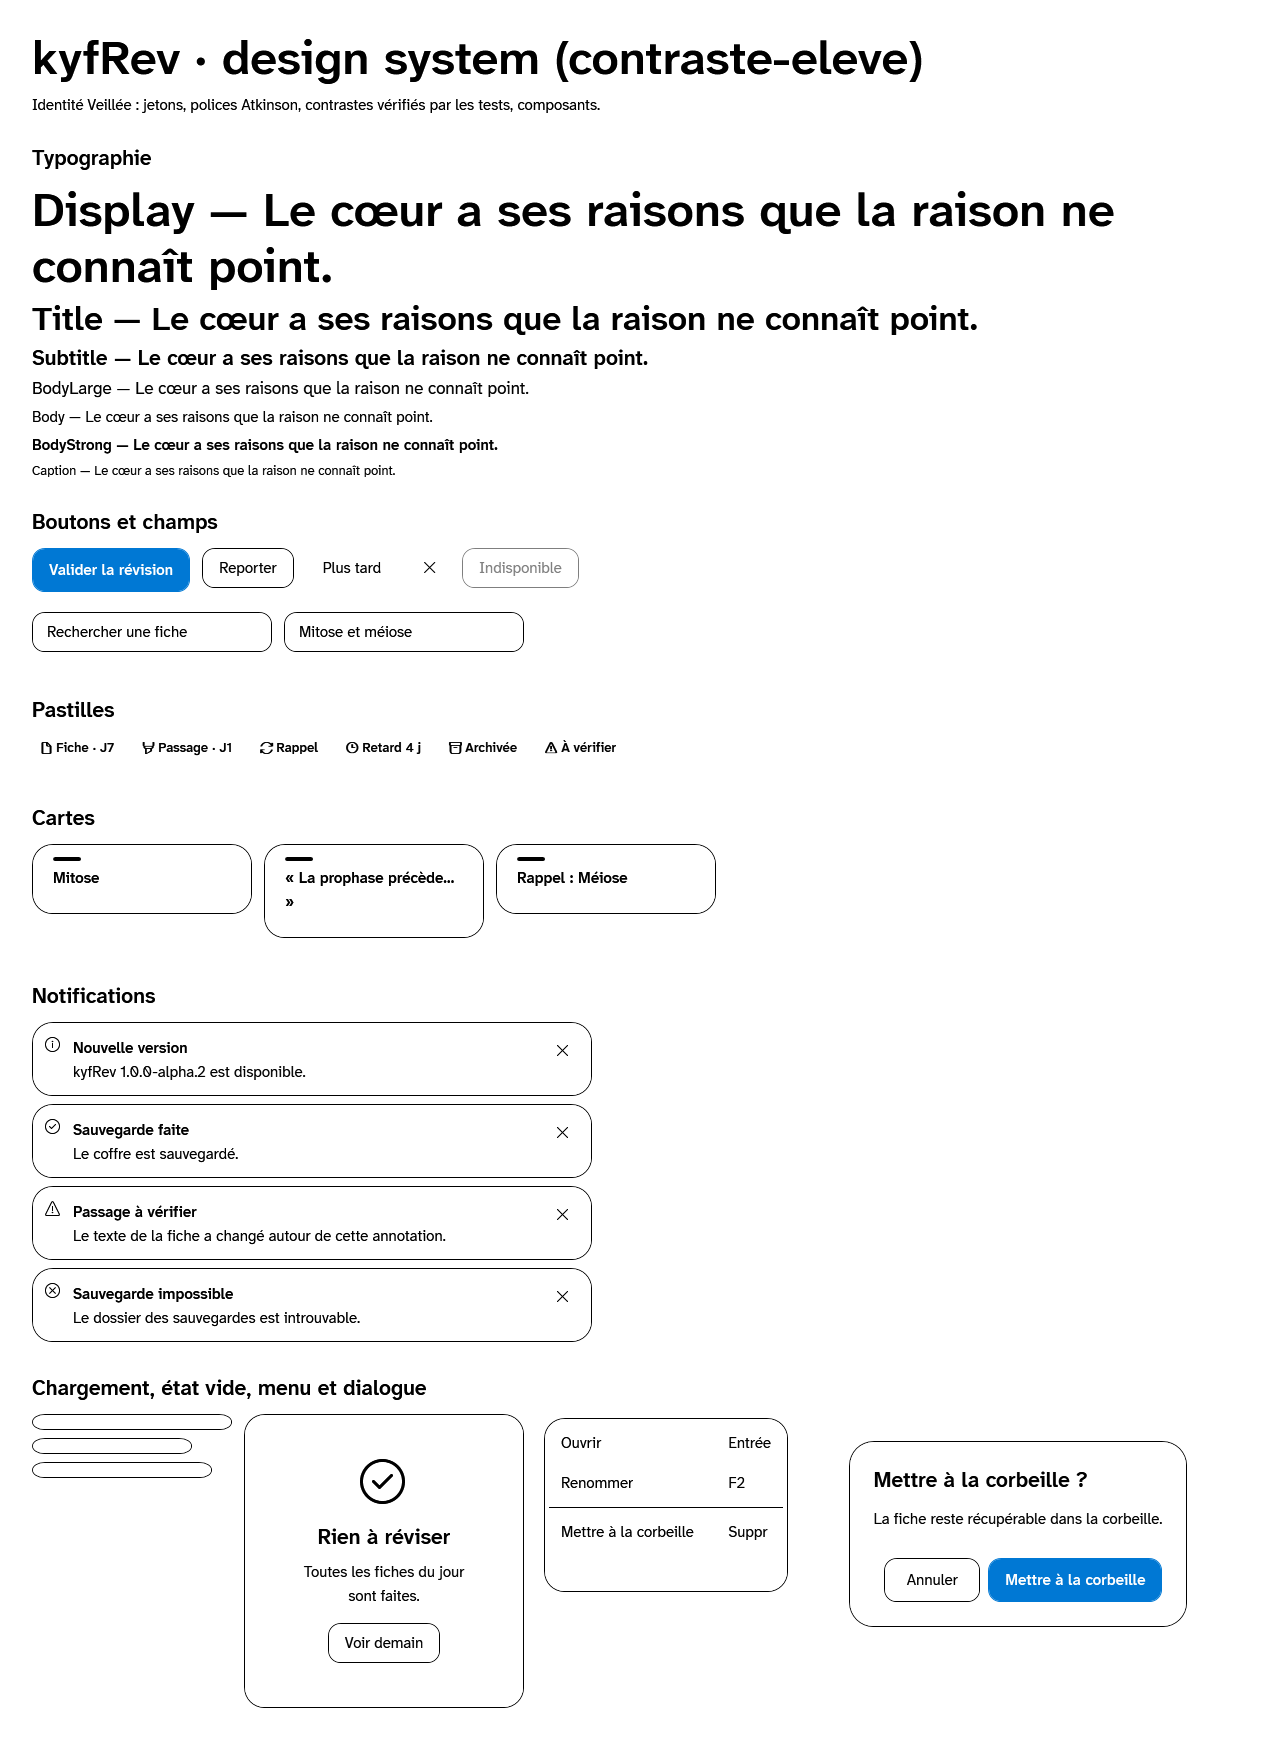 kyfRev · design system (contraste-eleve)
Identité Veillée : jetons, polices Atkinson, contrastes vérifiés par les tests, composants.
Typographie
Display — Le cœur a ses raisons que la raison ne
connaît point.
Title — Le cœur a ses raisons que la raison ne connaît point.
Subtitle — Le cœur a ses raisons que la raison ne connaît point.
BodyLarge — Le cœur a ses raisons que la raison ne connaît point.
Body — Le cœur a ses raisons que la raison ne connaît point.
BodyStrong — Le cœur a ses raisons que la raison ne connaît point.
Caption — Le cœur a ses raisons que la raison ne connaît point.
Boutons et champs
Valider la révision Reporter Plus tard Indisponible
Rechercher une fiche Mitose et méiose
Pastilles
Fiche · J7 Passage · J1 Rappel Retard 4 j Archivée À vérifier
Cartes
Mitose
« La prophase précède…
»
Rappel : Méiose
Notifications
Nouvelle version
kyfRev 1.0.0-alpha.2 est disponible.
Sauvegarde faite
Le coffre est sauvegardé.
Passage à vérifier
Le texte de la fiche a changé autour de cette annotation.
Sauvegarde impossible
Le dossier des sauvegardes est introuvable.
Chargement, état vide, menu et dialogue
Rien à réviser
Toutes les fiches du jour
sont faites.
Voir demain
Ouvrir Entrée
Renommer F2
Mettre à la corbeille Suppr
Mettre à la corbeille ?
La fiche reste récupérable dans la corbeille.
Annuler Mettre à la corbeille